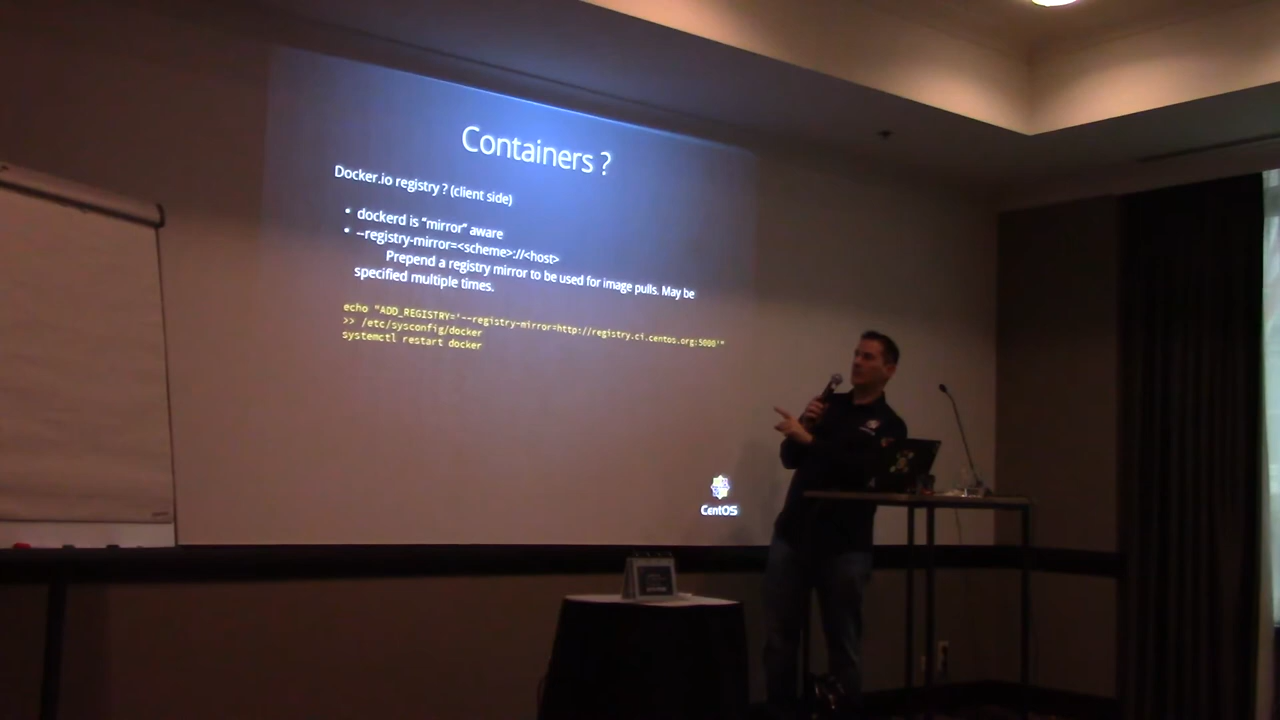 Containers ?
Docker.io registry ? (client side)
• dockerd is “mirror” aware
• --registry-mirror=<scheme>://<host>
Prepend a registry mirror to be used for image pulls. May be
specified multiple times.
echo "ADD_REGISTRY='--registry-mirror=http://registry.ci.centos.org:5000'"
>> /etc/sysconfig/docker
systemctl restart docker
CentOS